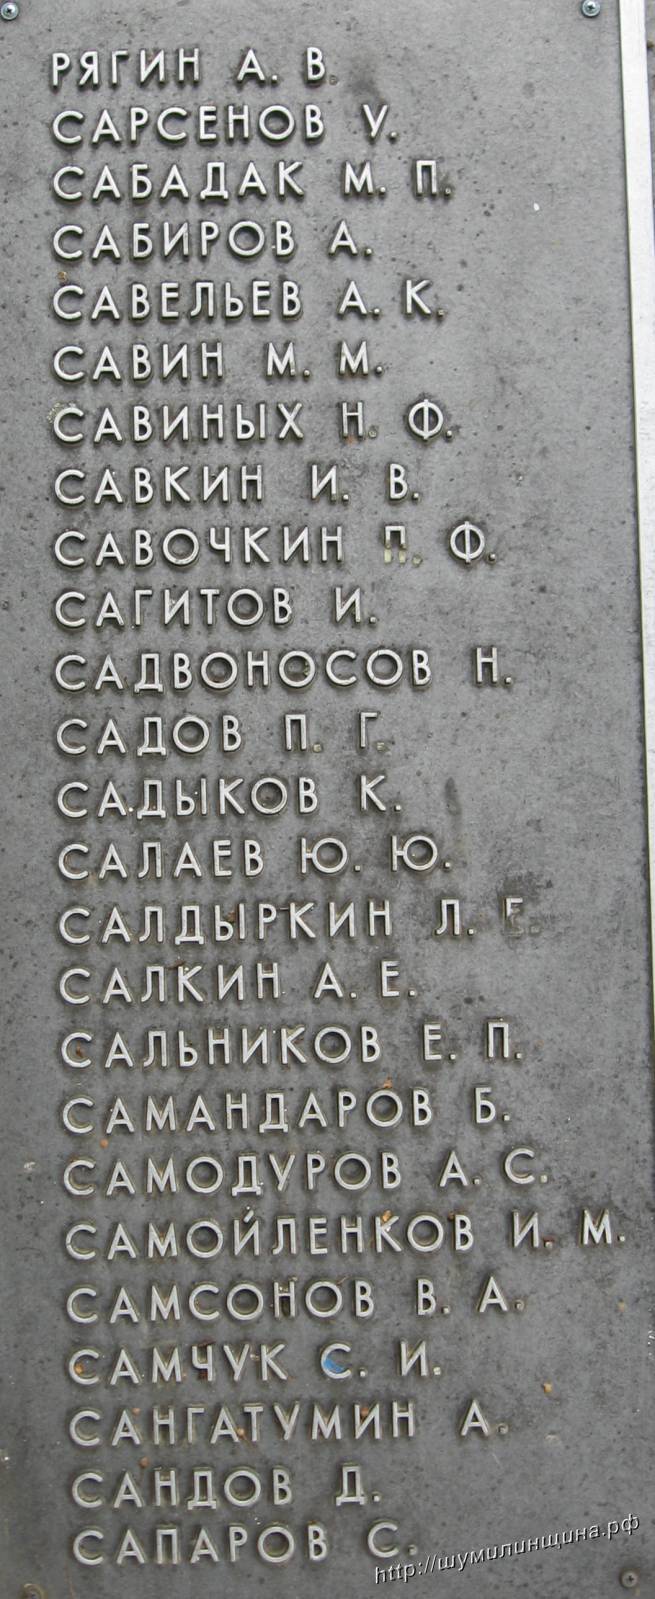 РЯГИН А. В.
САРСЕНОВ У.
САБАДАК М. П.
САБИРОВ А.
САВЕЛЬЕВ А. К.
САВИН М. М.
САВИНЫХ Н. Ф.
САВКИН И. В.
САВОЧКИН П. Ф.
САГИТОВ И.
САДВОНОСОВ Н.
САДОВ П. Г.
САДЫКОВ К.
САЛАЕВ Ю. Ю.
САЛДЫРКИН Л. Е.
САЛКИН А. Е.
САЛЬНИКОВ Е. П.
САМАНДАРОВ Б.
САМОДУРОВ А. С.
САМОЙЛЕНКОВ И. М.
САМСОНОВ В. А.
САМЧУК С. И.
САНГАТУМИН А.
САНДОВ Д.
САПАРОВ С.
http://шумилинщина.рф